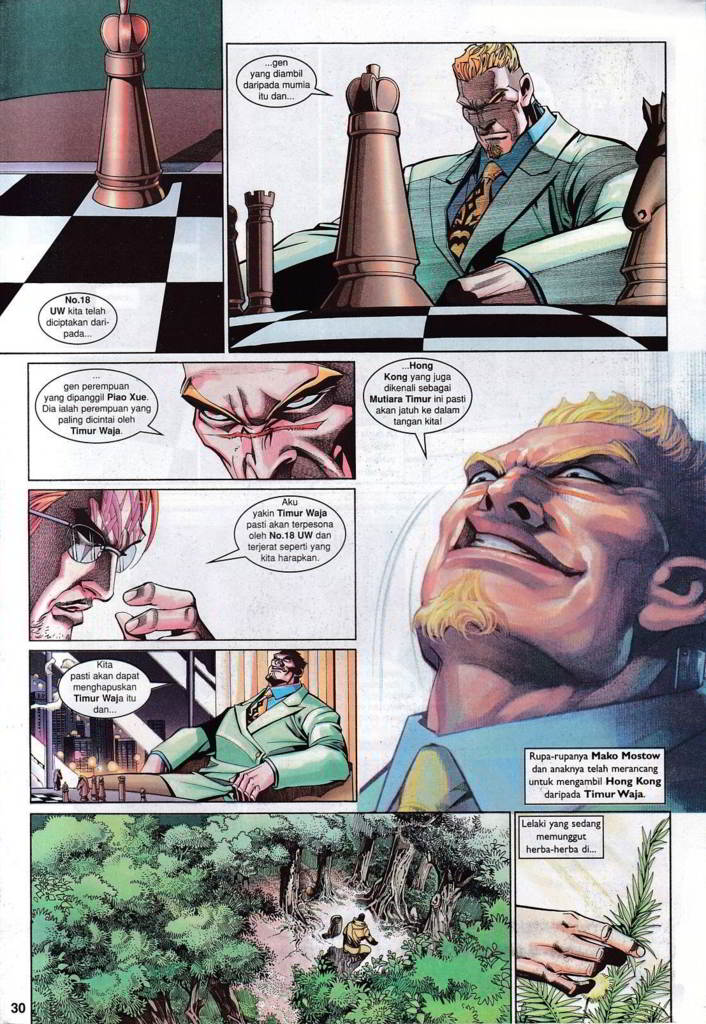 No.18
UW kita telah
diciptakan dari-
pada...
...gen
yang diambil
daripada mumia
itu dan...
...
gen perempuan
yang dipanggil Piao Xue.
Dia ialah perempuan yang
paling dicintai oleh
Timur Waja.
...Hong
Kong yang juga
dikenali sebagai
Mutiara Timur ini pasti
akan jatuh ke dalam
tangan kita!
Aku
yakin Timur Waja
pasti akan terpesona
oleh No.18 UW dan
terjerat seperti yang
kita harapkan.
Kita
pasti akan dapat
menghapuskan
Timur Waja itu
dan...
Rupa-rupanya Mako Mostow
dan anaknya telah merancang
untuk mengambil Hong Kong
daripada Timur Waja.
Lelaki yang sedang
memunggut
herba-herba di...
30